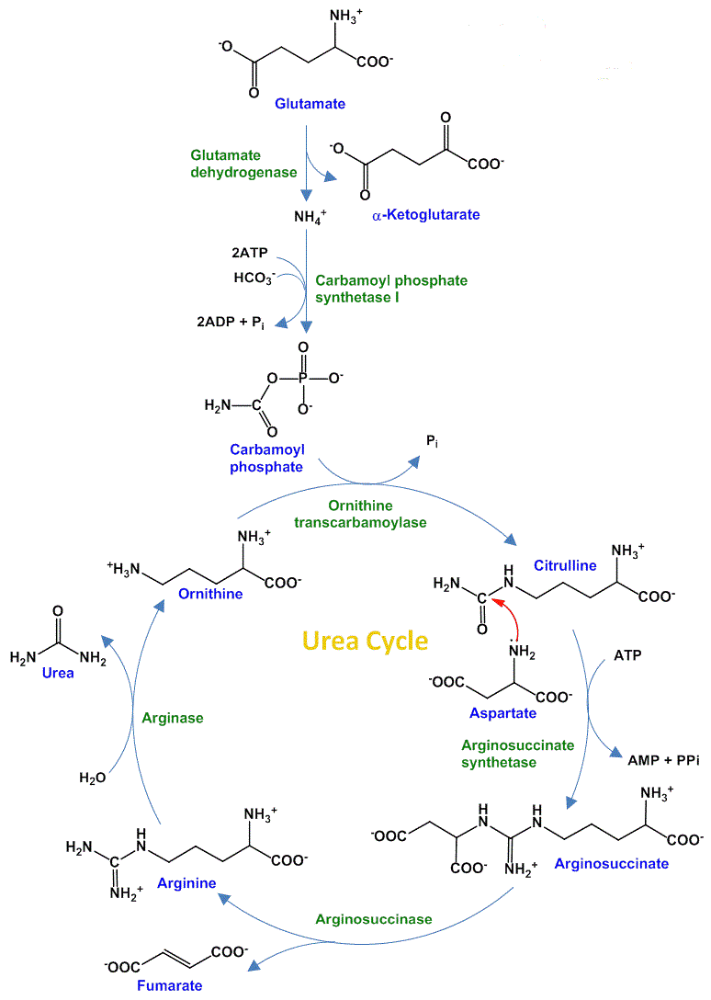 NH₃⁺
⁻O
COO⁻
O
Glutamate
O
Glutamate
dehydrogenase
⁻O
COO⁻
O
α-Ketoglutarate
NH₄⁺
2ATP
HCO₃⁻
Carbamoyl phosphate
synthetase I
2ADP + Pᵢ
O
O
P
O⁻
H₂N
C
O⁻
O
Carbamoyl
phosphate
Pᵢ
Ornithine
transcarbamoylase
NH₃⁺
⁺H₃N
COO⁻
Ornithine
Citrulline
NH₃⁺
H
H₂N
C
N
COO⁻
O
O
H₂N
NH₂
Urea
Urea Cycle
NH₂
⁻OOC
COO⁻
Aspartate
ATP
Arginase
Arginosuccinate
synthetase
AMP + PPi
H₂O
NH₃⁺
H
H₂N
N
COO⁻
NH₂⁺
Arginine
H
H
NH₃⁺
⁻OOC
N
N
COO⁻
COO⁻
NH₂⁺
Arginosuccinate
Arginosuccinase
COO⁻
⁻OOC
Fumarate